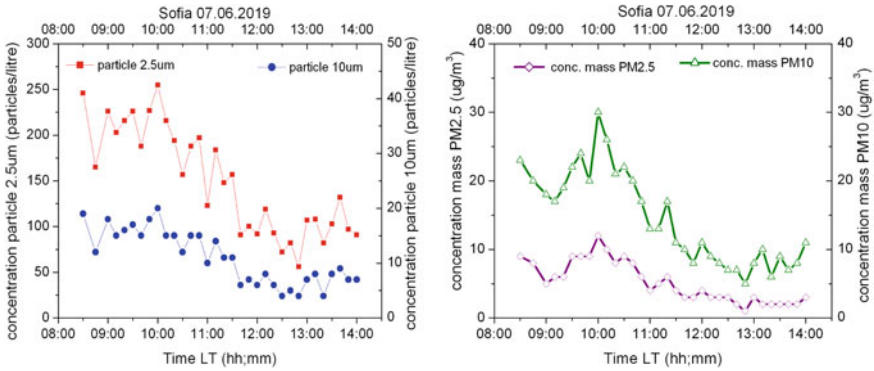 Sofia 07.06.2019
08:00 09:00 10:00 11:00 12:00 13:00 14:00
300
250
200
150
100
50
0
50
40
30
20
10
0
particle 2.5um
particle 10um
concentration particle 2.5um (particles/litre)
concentration particle 10um (particles/litre)
08:00 09:00 10:00 11:00 12:00 13:00 14:00
Time LT (hh;mm)
Sofia 07.06.2019
08:00 09:00 10:00 11:00 12:00 13:00 14:00
40
30
20
10
0
40
30
20
10
0
conc. mass PM2.5
conc. mass PM10
concentration mass PM2.5 (ug/m³)
concentration mass PM10 (ug/m³)
08:00 09:00 10:00 11:00 12:00 13:00 14:00
Time LT (hh;mm)